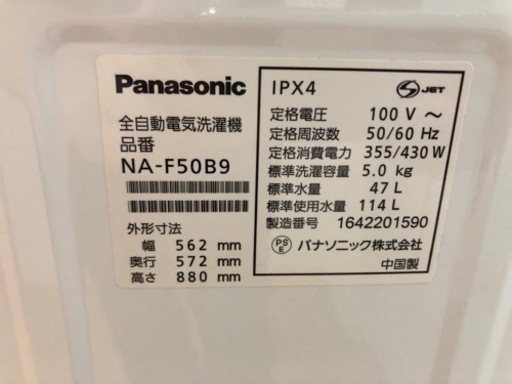 Panasonic
全自動電気洗濯機
品番
NA-F50B9
外形寸法
幅 562 mm
奥行 572 mm
高さ 880 mm
IPX4
S JET
定格電圧 100 V ～
定格周波数 50/60 Hz
定格消費電力 355/430 W
標準洗濯容量 5.0 kg
標準水量 47 L
標準使用水量 114 L
製造番号 1642201590
PS E パナソニック株式会社
中国製